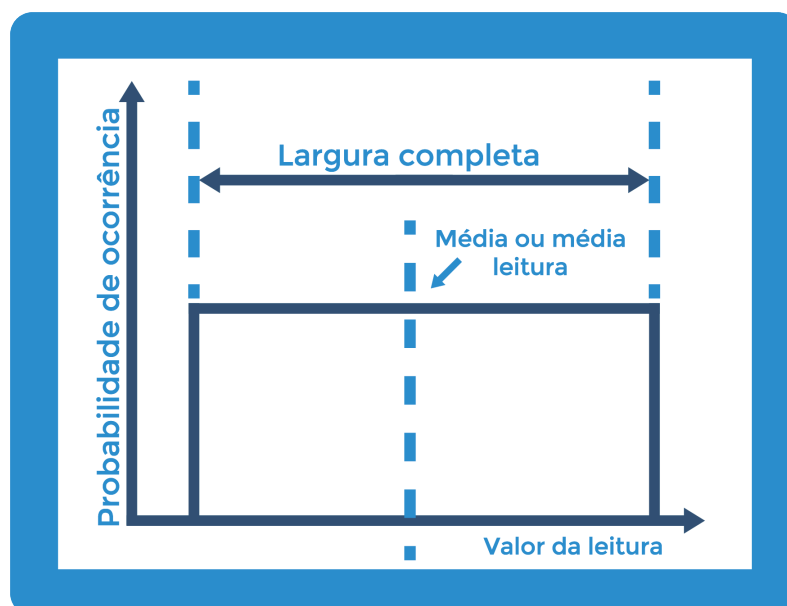 Probabilidade de ocorrência
Largura completa
Média ou média
leitura
Valor da leitura